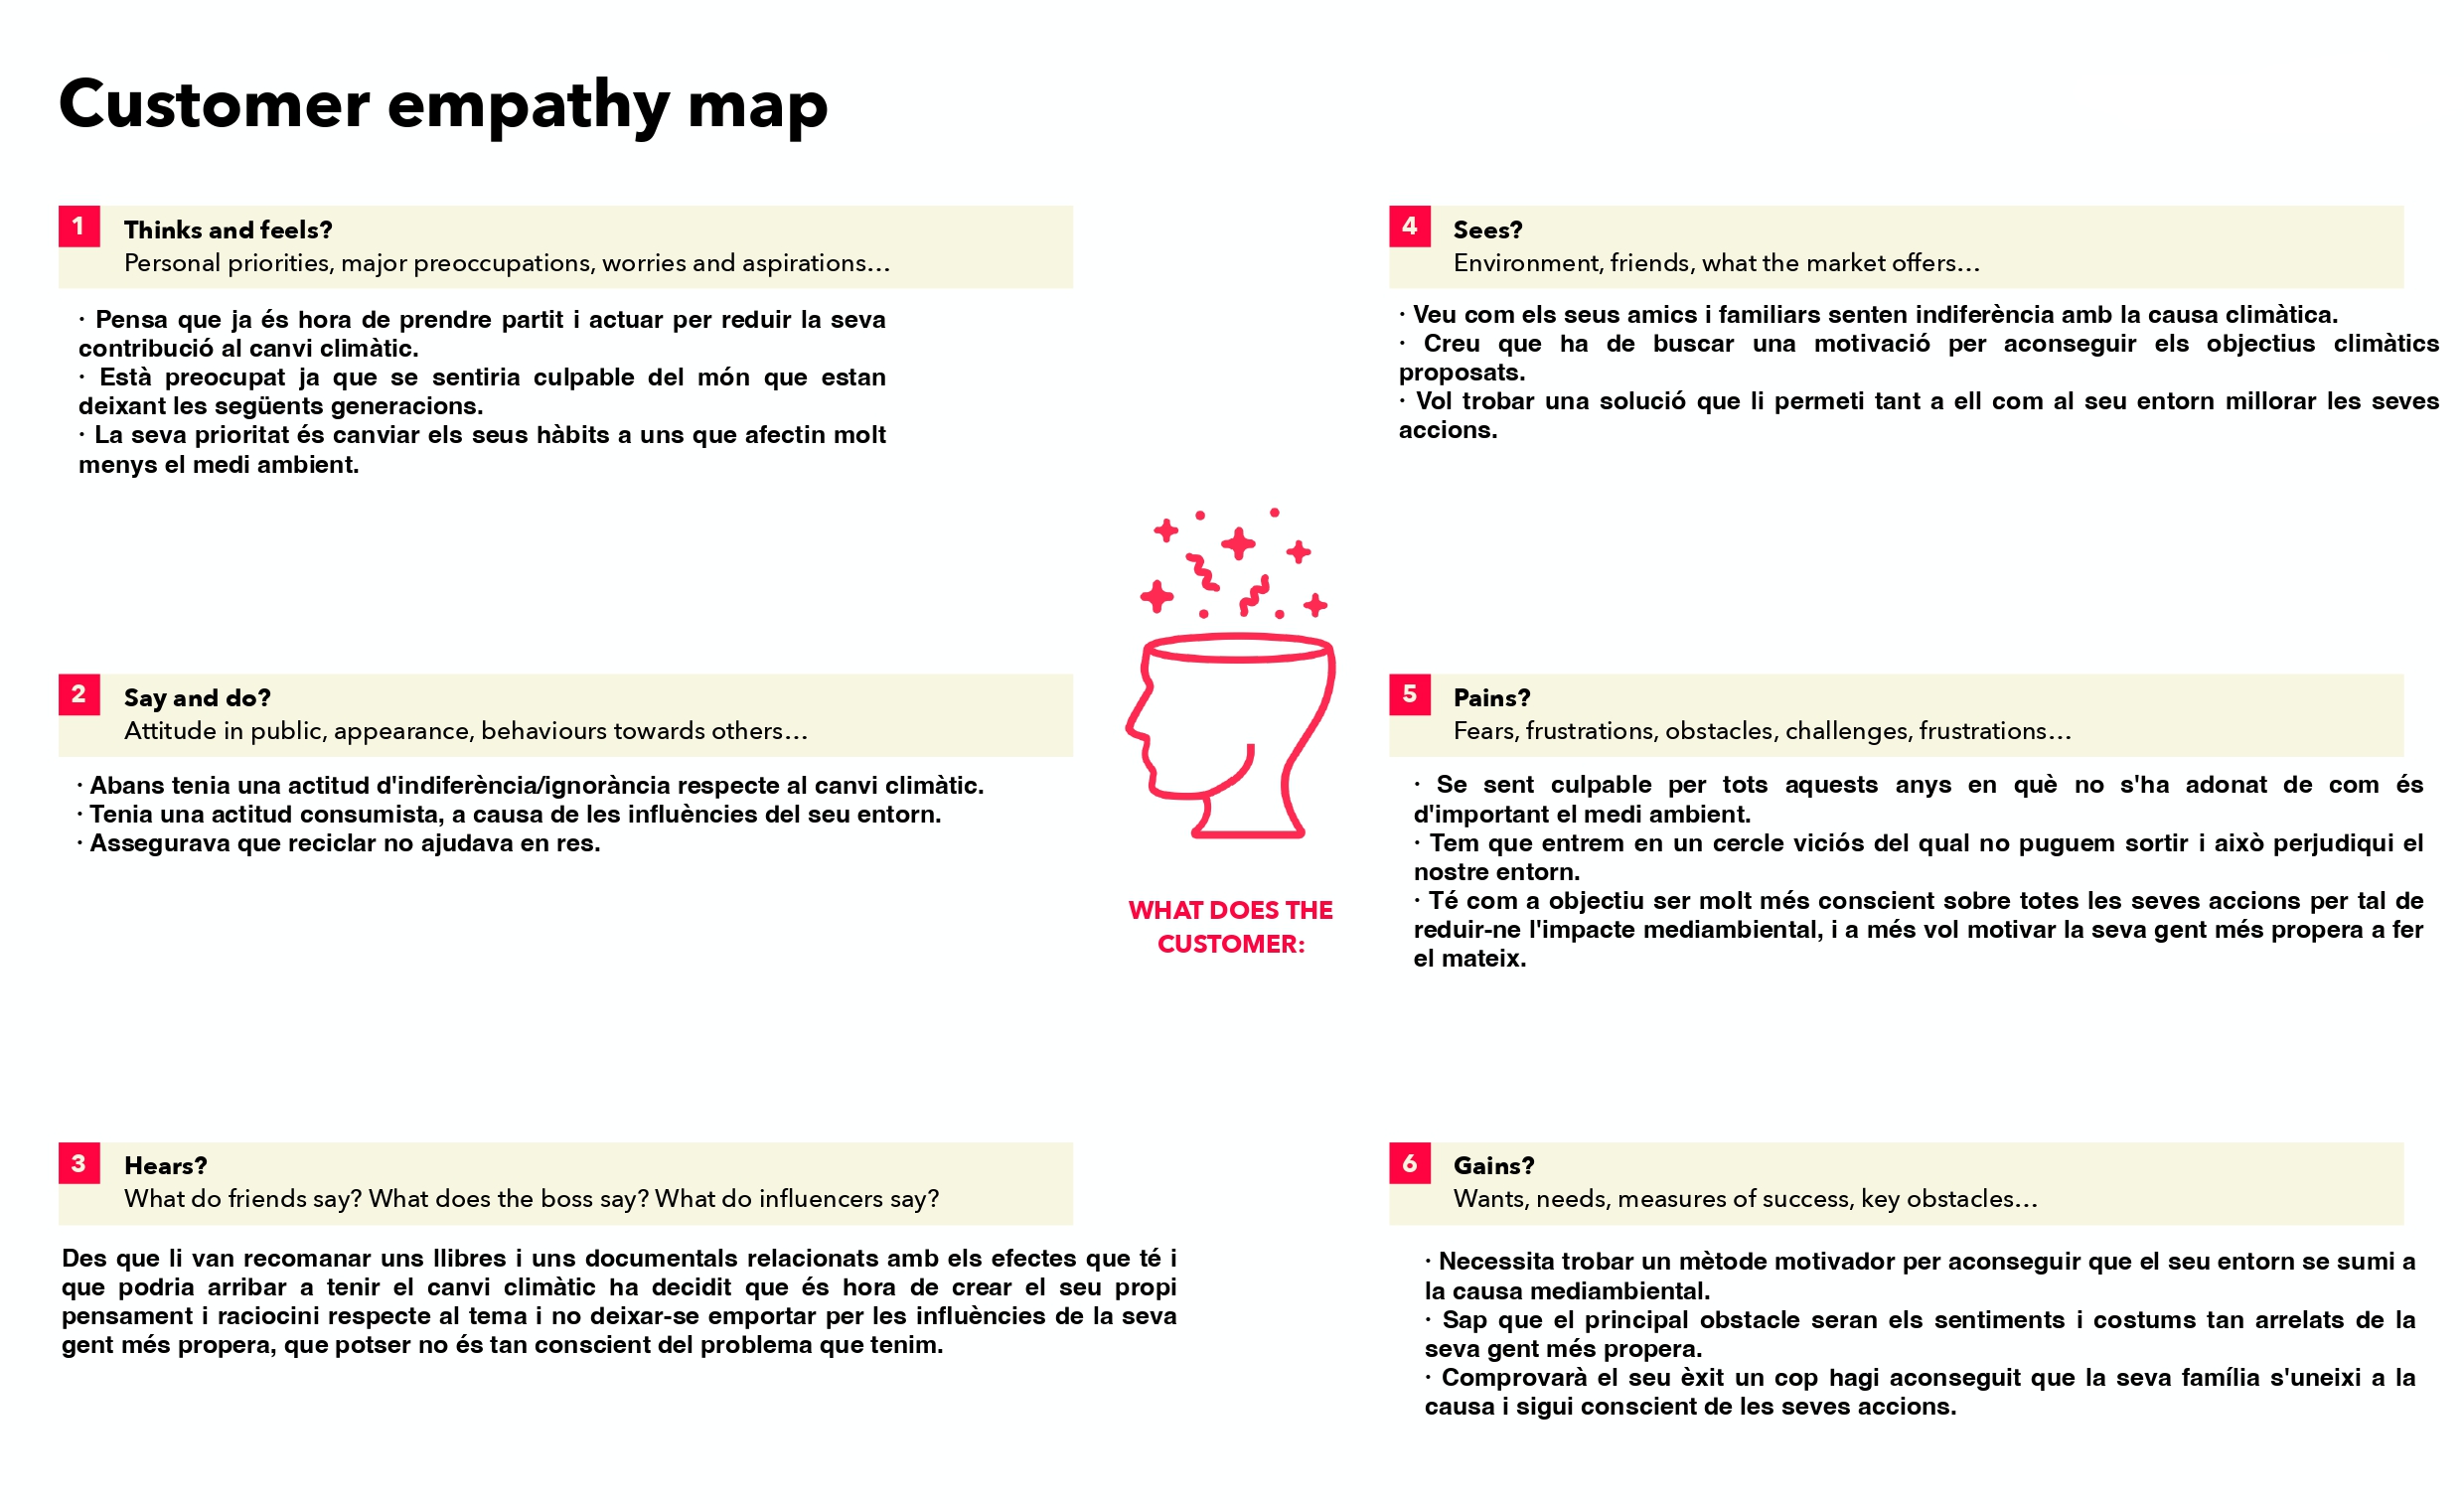 Customer empathy map
1
Thinks and feels?
Personal priorities, major preoccupations, worries and aspirations…
· Pensa que ja és hora de prendre partit i actuar per reduir la seva
contribució al canvi climàtic.
· Està preocupat ja que se sentiria culpable del món que estan
deixant les següents generacions.
· La seva prioritat és canviar els seus hàbits a uns que afectin molt
menys el medi ambient.
2
Say and do?
Attitude in public, appearance, behaviours towards others…
· Abans tenia una actitud d'indiferència/ignorància respecte al canvi climàtic.
· Tenia una actitud consumista, a causa de les influències del seu entorn.
· Assegurava que reciclar no ajudava en res.
3
Hears?
What do friends say? What does the boss say? What do influencers say?
Des que li van recomanar uns llibres i uns documentals relacionats amb els efectes que té i
que podria arribar a tenir el canvi climàtic ha decidit que és hora de crear el seu propi
pensament i raciocini respecte al tema i no deixar-se emportar per les influències de la seva
gent més propera, que potser no és tan conscient del problema que tenim.
WHAT DOES THE
CUSTOMER:
4
Sees?
Environment, friends, what the market offers…
· Veu com els seus amics i familiars senten indiferència amb la causa climàtica.
· Creu que ha de buscar una motivació per aconseguir els objectius climàtics
proposats.
· Vol trobar una solució que li permeti tant a ell com al seu entorn millorar les seves
accions.
5
Pains?
Fears, frustrations, obstacles, challenges, frustrations…
· Se sent culpable per tots aquests anys en què no s'ha adonat de com és
d'important el medi ambient.
· Tem que entrem en un cercle viciós del qual no puguem sortir i això perjudiqui el
nostre entorn.
· Té com a objectiu ser molt més conscient sobre totes les seves accions per tal de
reduir-ne l'impacte mediambiental, i a més vol motivar la seva gent més propera a fer
el mateix.
6
Gains?
Wants, needs, measures of success, key obstacles…
· Necessita trobar un mètode motivador per aconseguir que el seu entorn se sumi a
la causa mediambiental.
· Sap que el principal obstacle seran els sentiments i costums tan arrelats de la
seva gent més propera.
· Comprovarà el seu èxit un cop hagi aconseguit que la seva família s'uneixi a la
causa i sigui conscient de les seves accions.